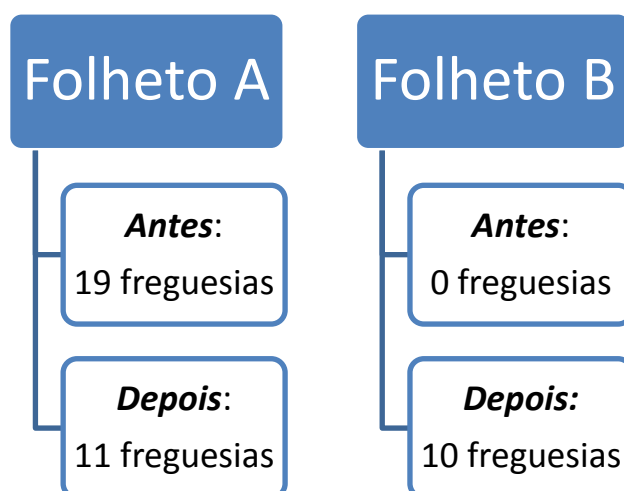 Folheto A
Antes:
19 freguesias
Depois:
11 freguesias
Folheto B
Antes:
0 freguesias
Depois:
10 freguesias